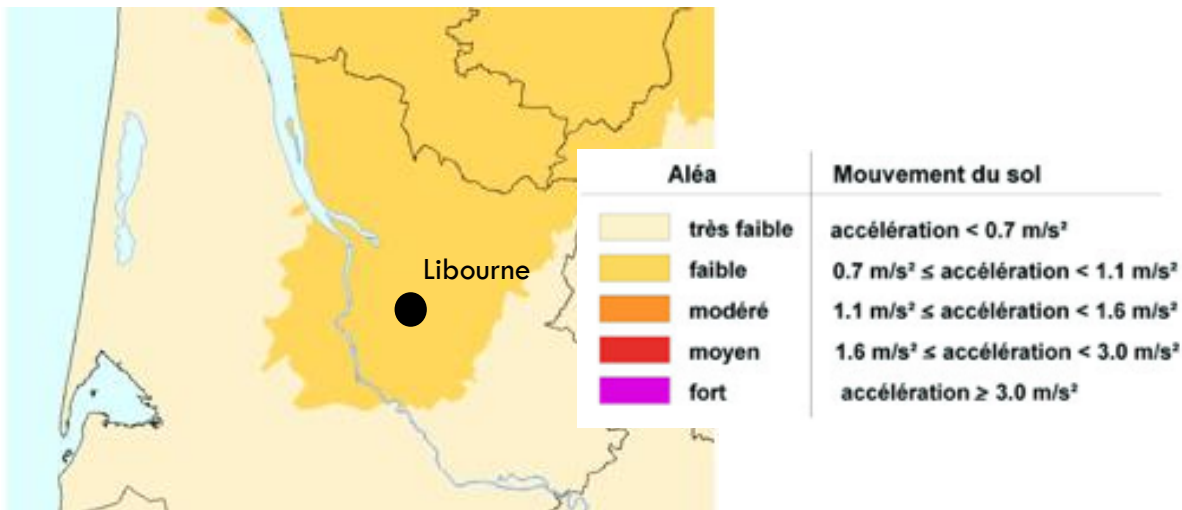 Libourne
Aléa Mouvement du sol
très faible accélération < 0.7 m/s²
faible 0.7 m/s² ≤ accélération < 1.1 m/s²
modéré 1.1 m/s² ≤ accélération < 1.6 m/s²
moyen 1.6 m/s² ≤ accélération < 3.0 m/s²
fort accélération ≥ 3.0 m/s²